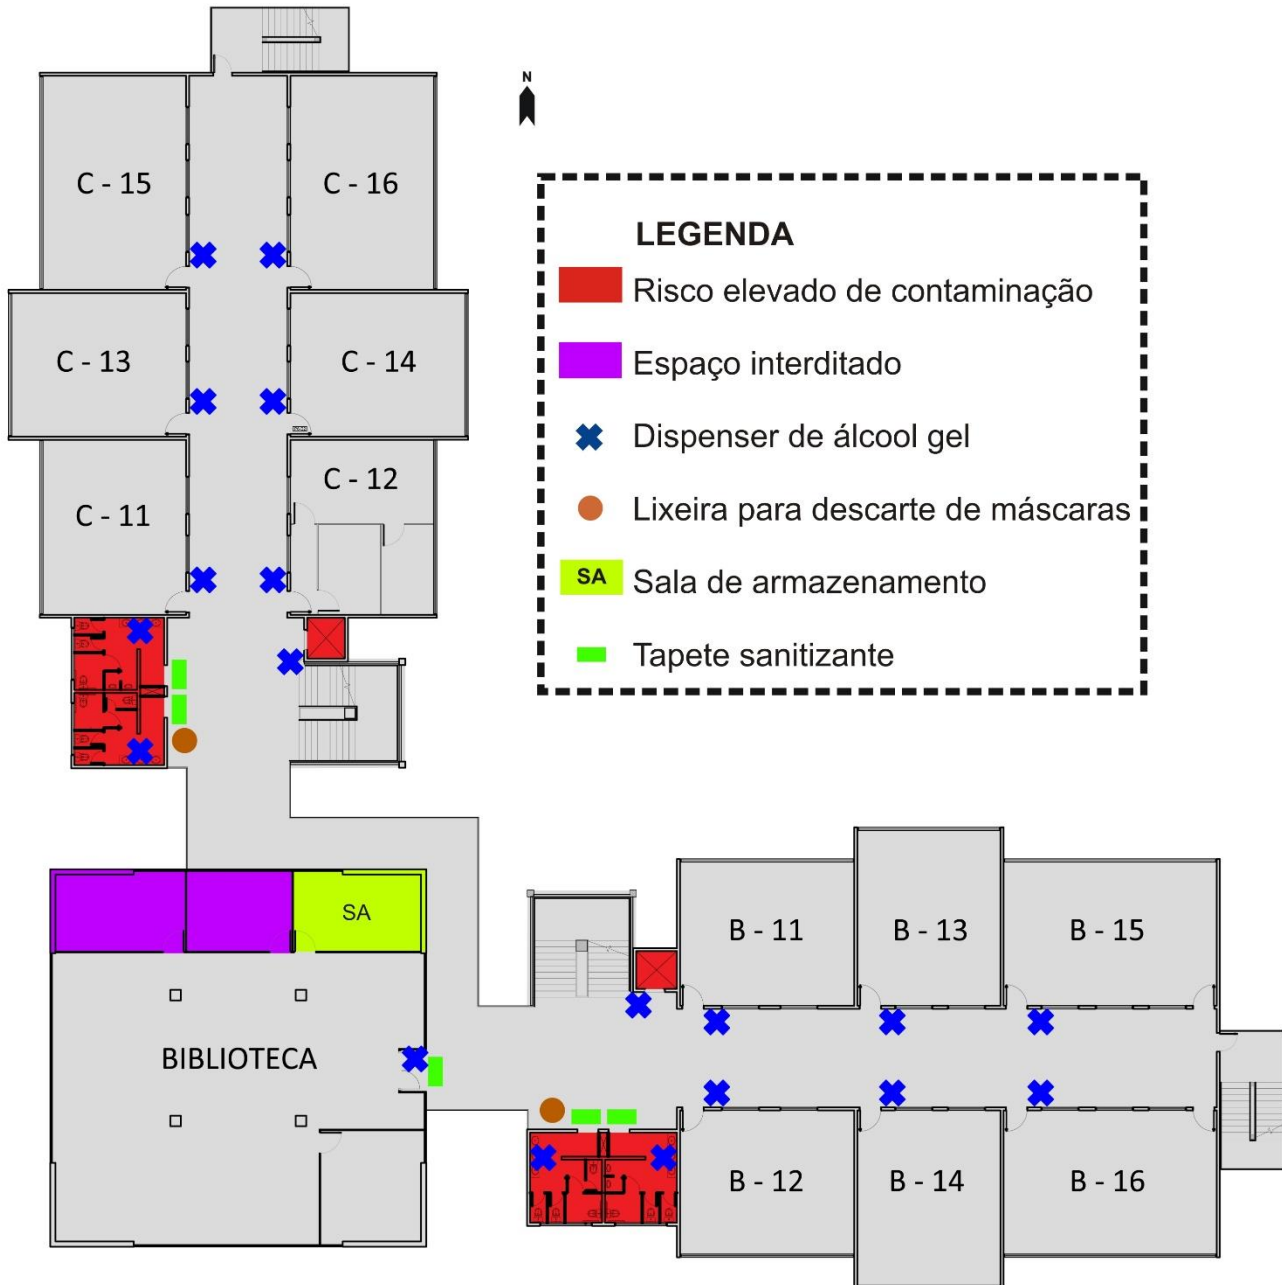 N
C - 15
C - 16
C - 13
C - 14
C - 11
C - 12
LEGENDA
Risco elevado de contaminação
Espaço interditado
Dispenser de álcool gel
Lixeira para descarte de máscaras
SA Sala de armazenamento
Tapete sanitizante
SA
BIBLIOTECA
B - 11
B - 13
B - 15
B - 12
B - 14
B - 16